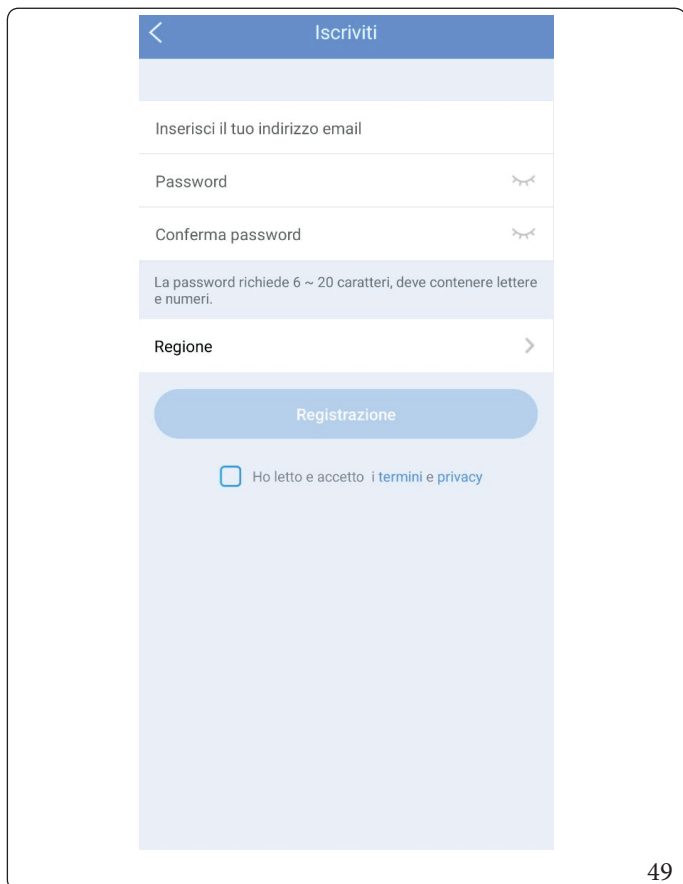 Iscriviti
Inserisci il tuo indirizzo email
Password
Conferma password
La password richiede 6 ~ 20 caratteri, deve contenere lettere
e numeri.
Regione
Registrazione
Ho letto e accetto i termini e privacy
49